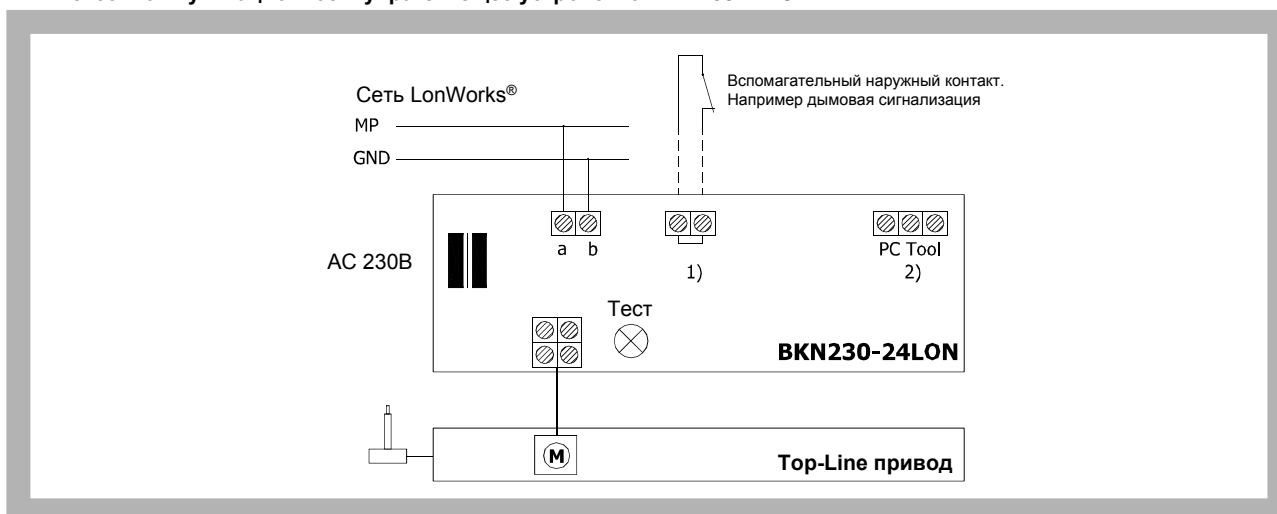 Сеть LonWorks®
Вспомагательный наружный контакт.
Например дымовая сигнализация
MP
GND
AC 230В
a b
1)
PC Tool
2)
Тест
BKN230-24LON
M
Top-Line привод